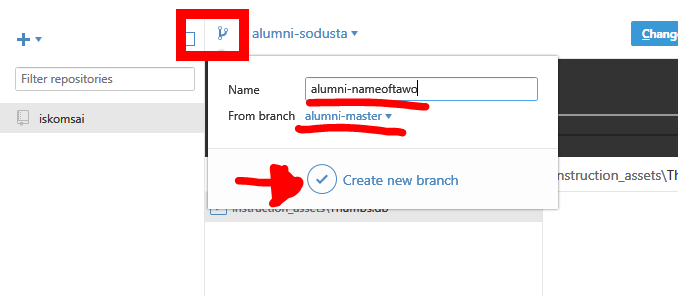 alumni-sodusta
Change
Filter repositories
Name
alumni-nameoftawo
From branch
alumni-master
iskomsai
Create new branch
nstruction_assets\Th
instruction_assets\Thumbs.db